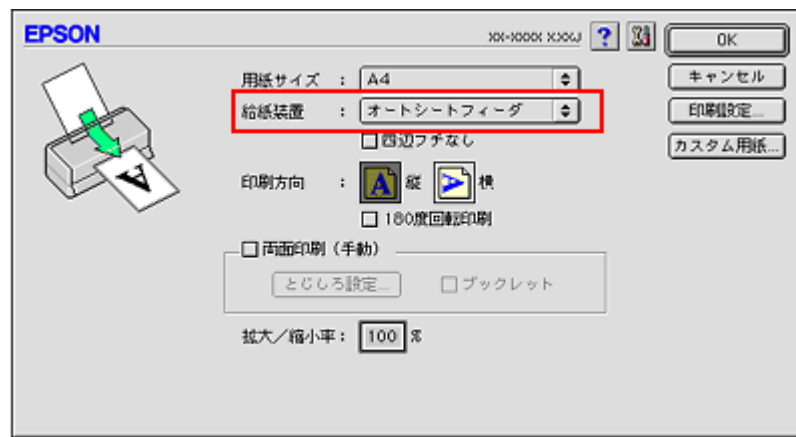 EPSON
XX-XXXX X.XXJ ? OK
用紙サイズ : A4 キャンセル
給紙装置 : オートシートフィーダ 印刷設定...
四辺フチなし カスタム用紙...
印刷方向 : A 縦 A 横
180度回転印刷
両面印刷(手動)
とじしろ設定... ブックレット
拡大/縮小率: 100 %
A